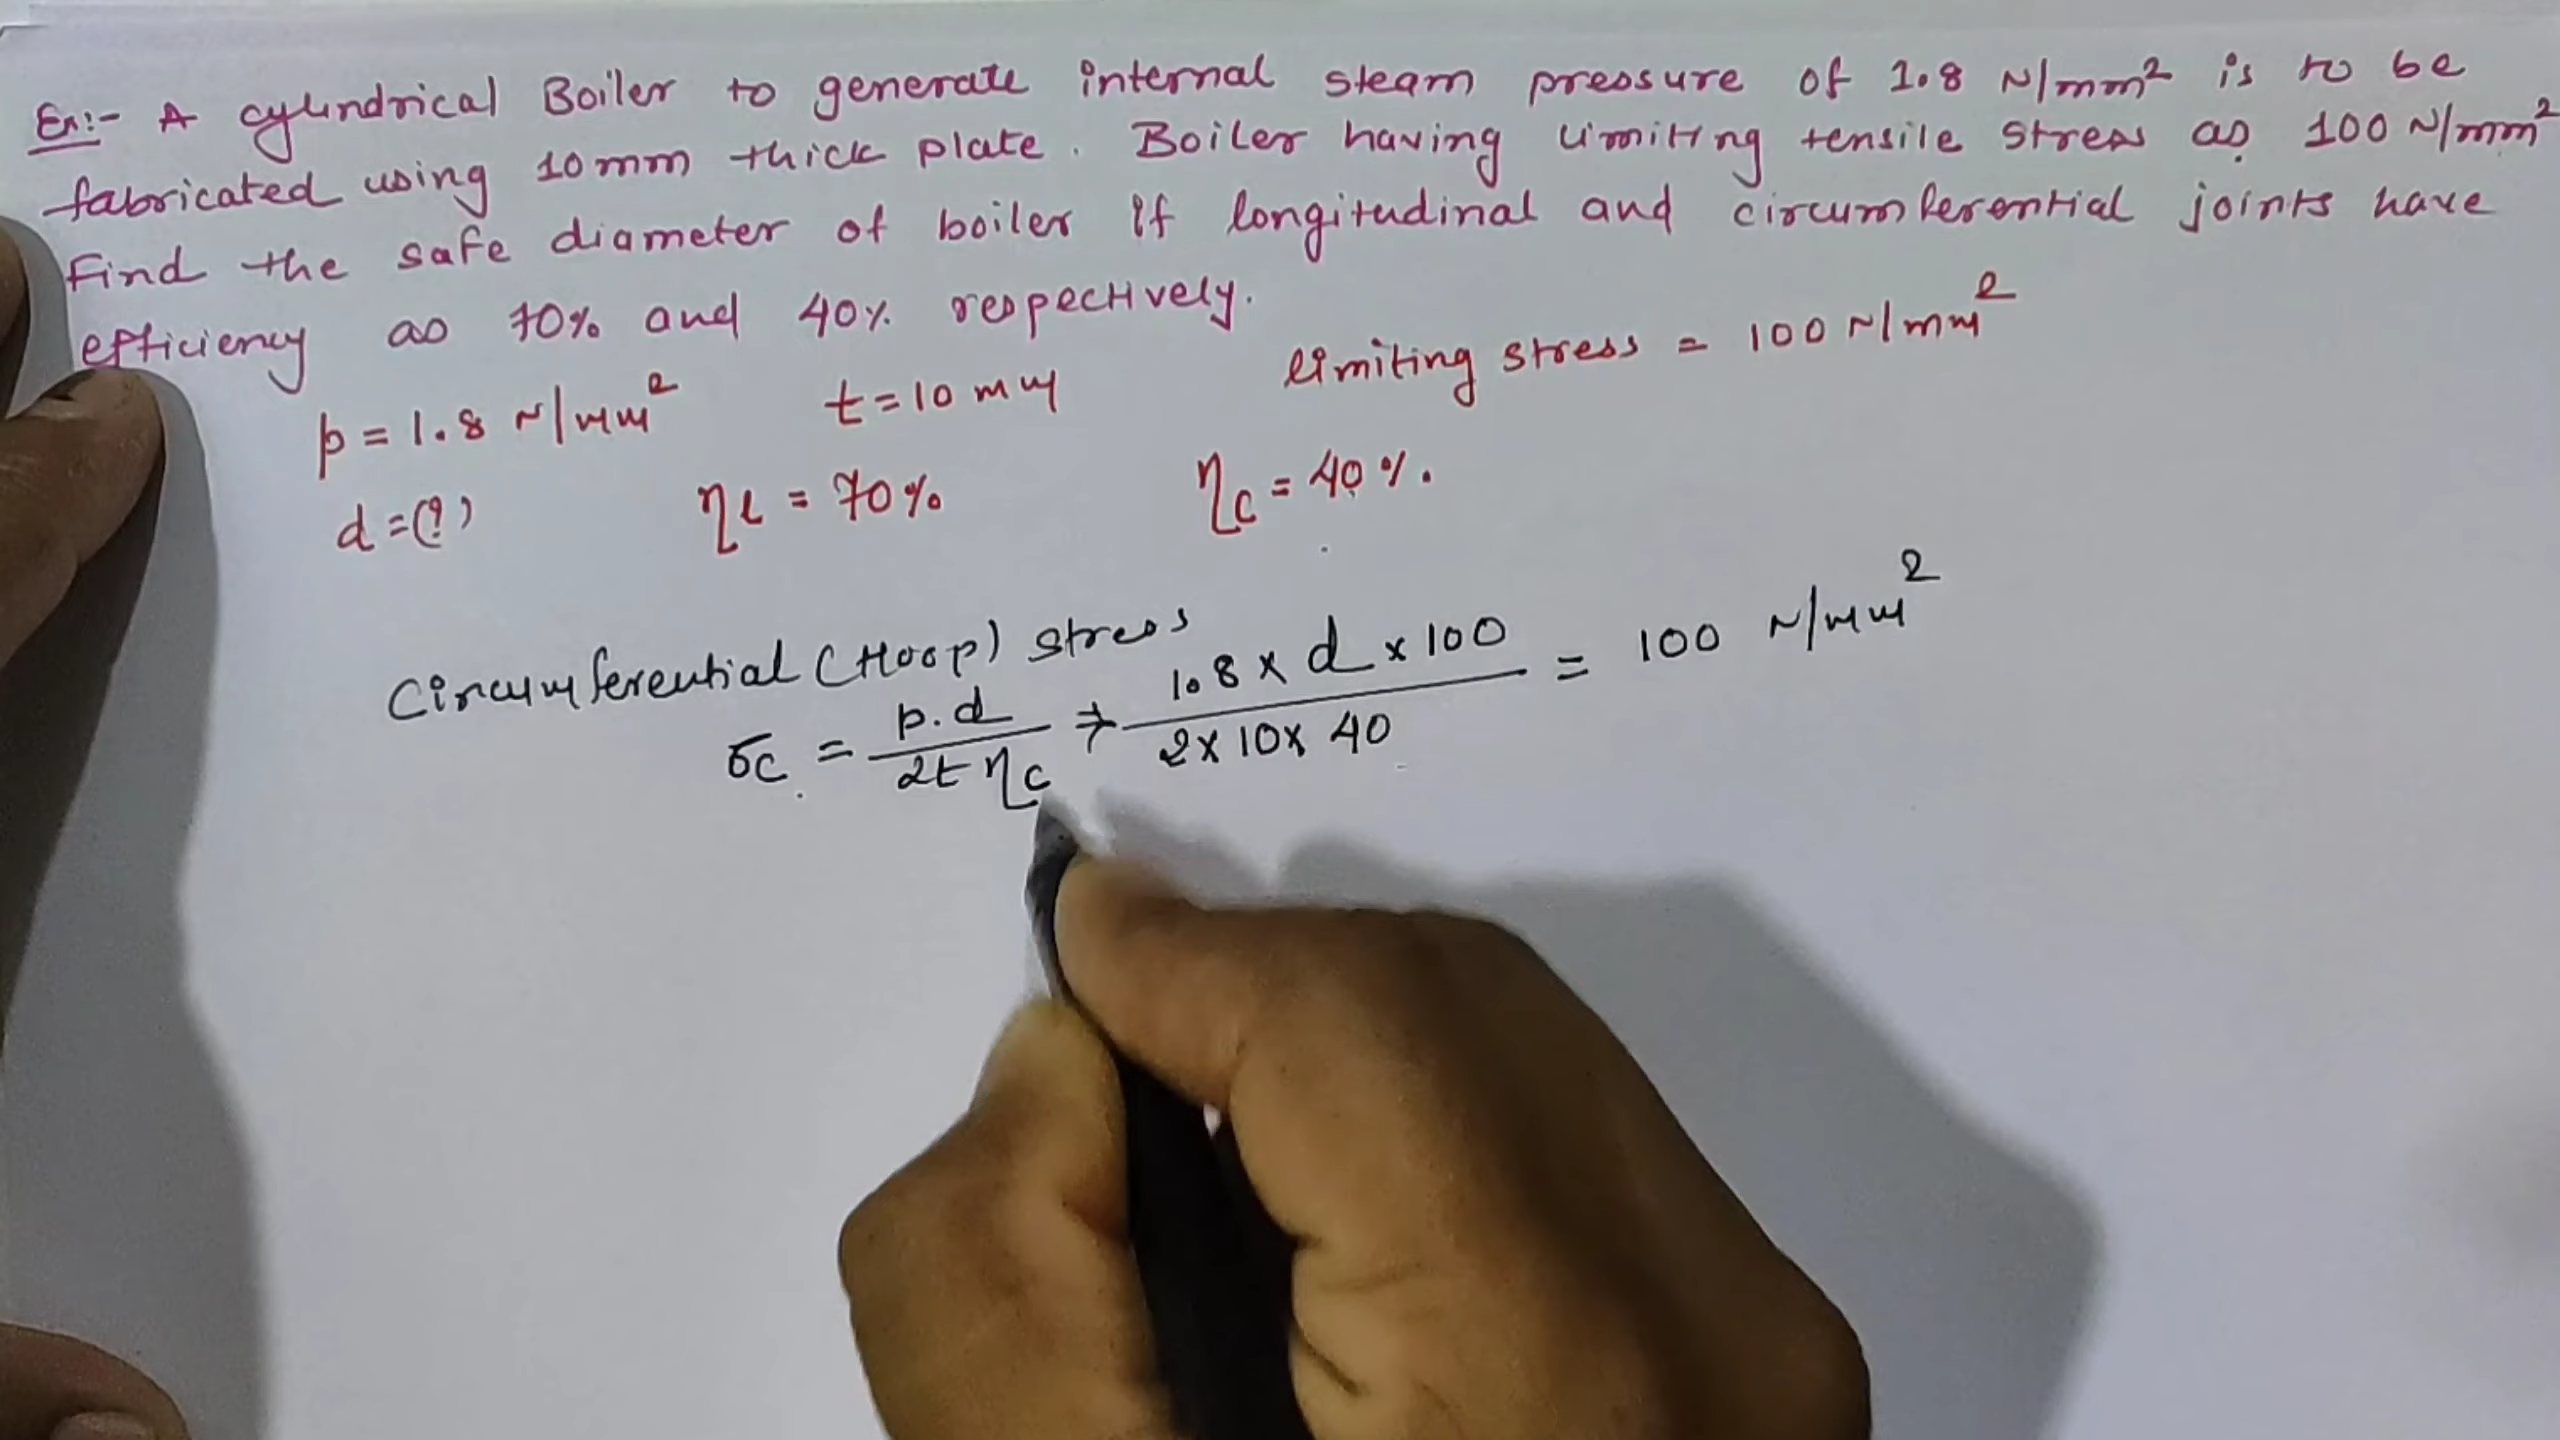 Ex:- A cylindrical Boiler to generate internal steam pressure of 1.8 N/mm² is to be
fabricated using 10mm thick plate. Boiler having limiting tensile stress as 100 N/mm²
Find the safe diameter of boiler if longitudinal and circumferential joints have
efficiency as 70% and 40% respectively.
p = 1.8 N/mm² t = 10 mm limiting stress = 100 N/mm²
d = (?) ηl = 70% ηc = 40%.
Circumferential (Hoop) stress
σc = p.d / 2t ηc → 1.8 x d x 100 / 2 x 10 x 40 = 100 N/mm²